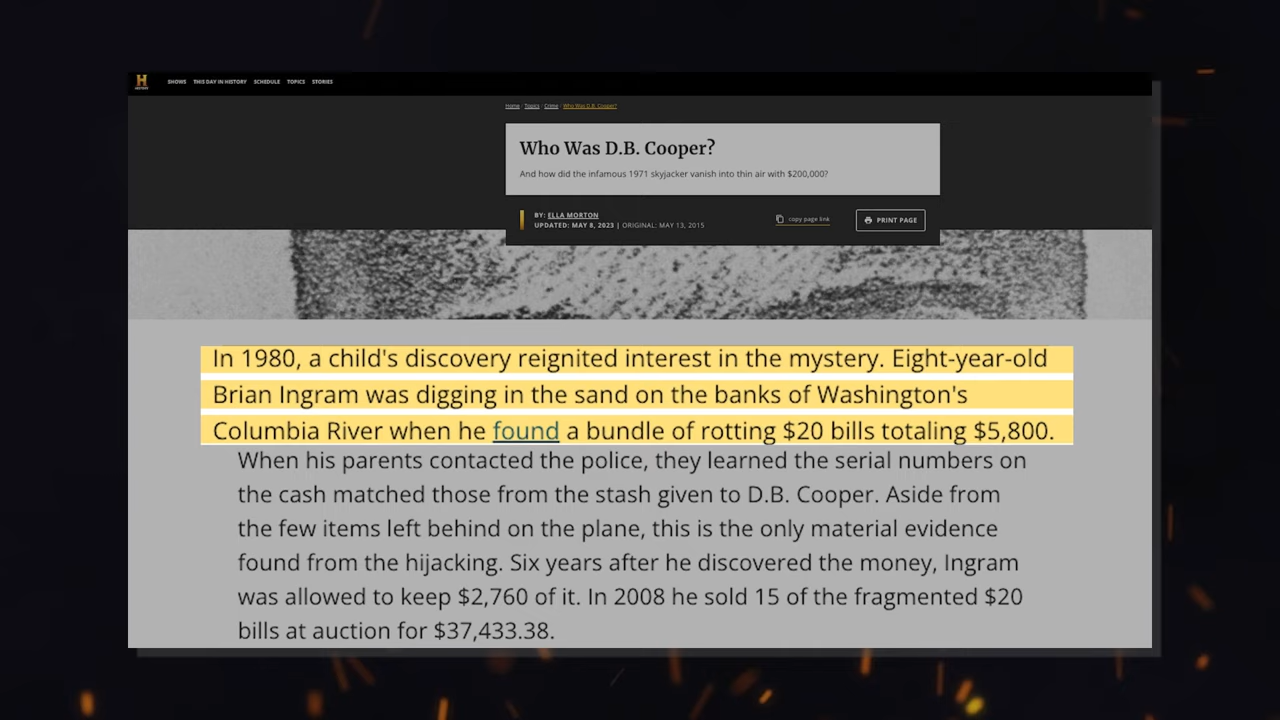 H
HISTORY
SHOWS THIS DAY IN HISTORY SCHEDULE TOPICS STORIES
Home / Topics / Crime / Who Was D.B. Cooper?
Who Was D.B. Cooper?
And how did the infamous 1971 skyjacker vanish into thin air with $200,000?
BY: ELLA MORTON
UPDATED: MAY 8, 2023 | ORIGINAL: MAY 13, 2015
copy page link
PRINT PAGE
In 1980, a child's discovery reignited interest in the mystery. Eight-year-old
Brian Ingram was digging in the sand on the banks of Washington's
Columbia River when he found a bundle of rotting $20 bills totaling $5,800.
When his parents contacted the police, they learned the serial numbers on
the cash matched those from the stash given to D.B. Cooper. Aside from
the few items left behind on the plane, this is the only material evidence
found from the hijacking. Six years after he discovered the money, Ingram
was allowed to keep $2,760 of it. In 2008 he sold 15 of the fragmented $20
bills at auction for $37,433.38.